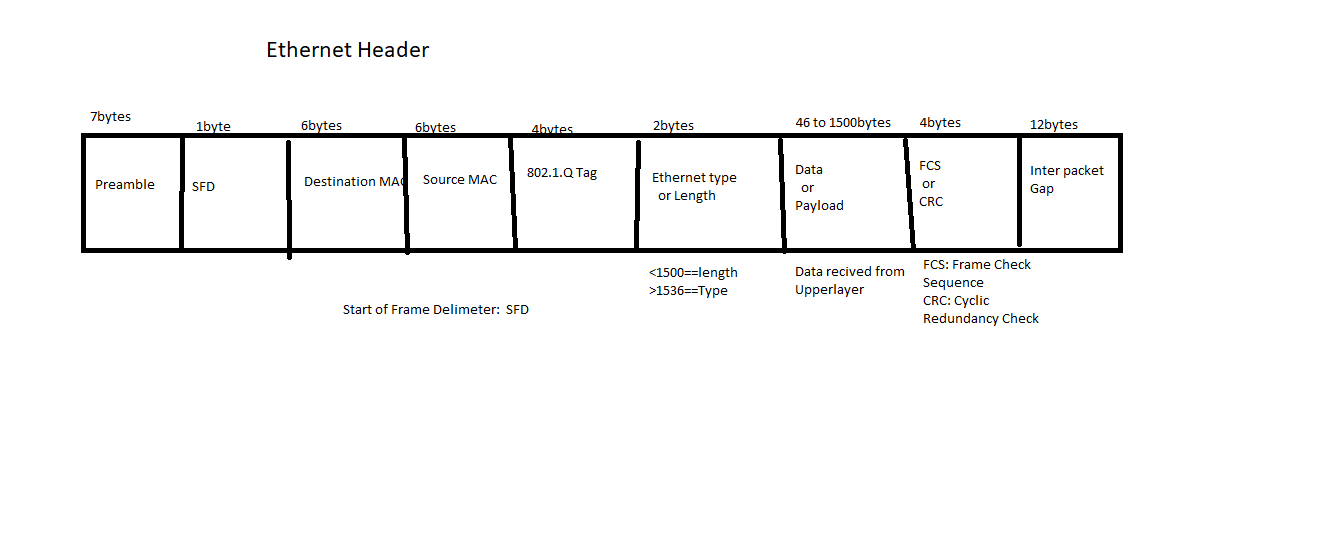 Ethernet Header
7bytes
1byte
6bytes
6bytes
4bytes
2bytes
46 to 1500bytes
4bytes
12bytes
Preamble
SFD
Destination MAC
Source MAC
802.1.Q Tag
Ethernet type
or Length
Data
or
Payload
FCS
or
CRC
Inter packet
Gap
<1500==length
>1536==Type
Data recived from
Upperlayer
FCS: Frame Check
Sequence
CRC: Cyclic
Redundancy Check
Start of Frame Delimeter: SFD